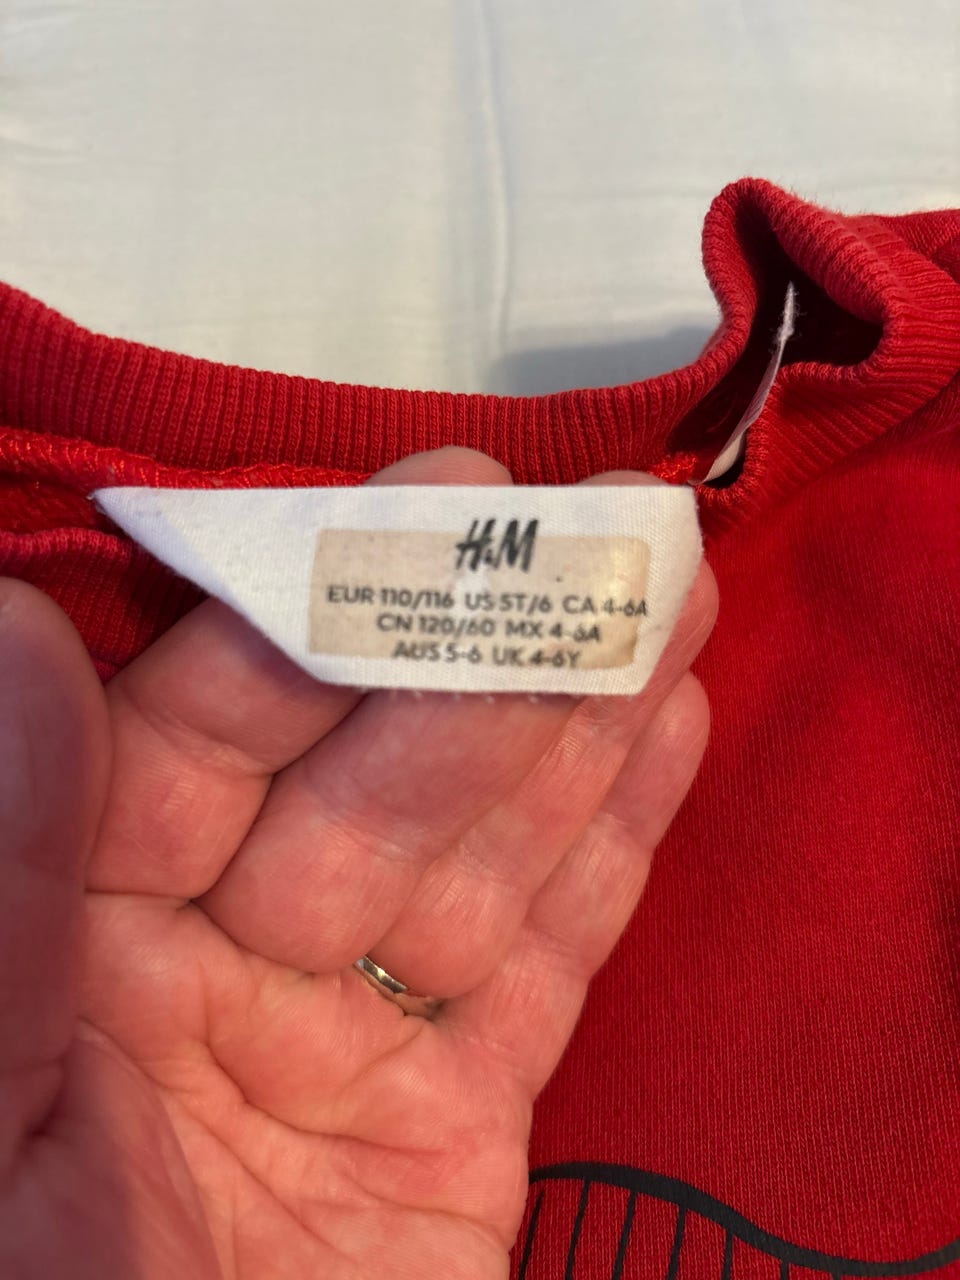 H&M
EUR 110/116 US 5T/6 CA 4-6A
CN 120/60 MX 4-6A
AUS 5-6 UK 4-6Y